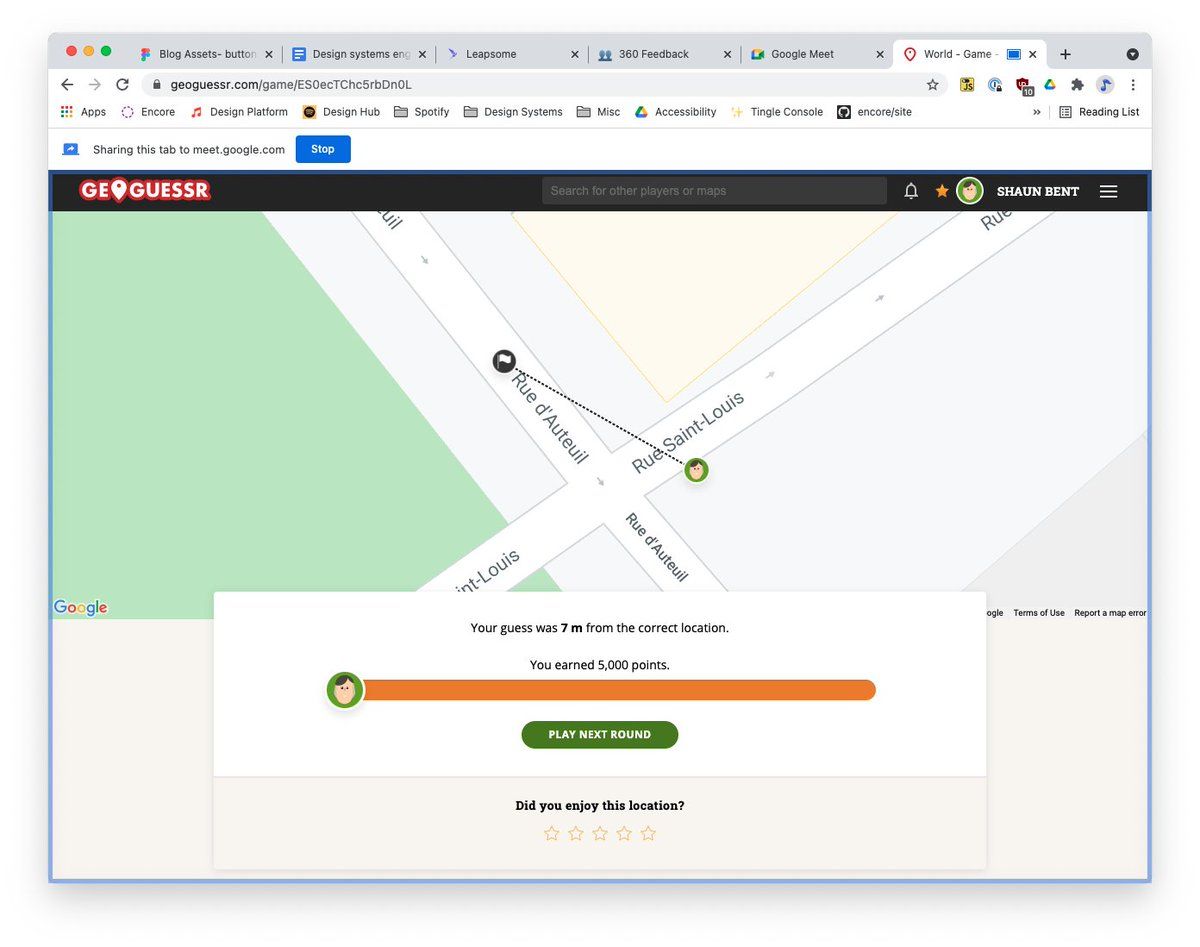 Blog Assets- button
Design systems eng
Leapsome
360 Feedback
Google Meet
World - Game -
geoguessr.com/game/ES0ecTChc5rbDn0L
JS
10
Apps
Encore
Design Platform
Design Hub
Spotify
Design Systems
Misc
Accessibility
Tingle Console
encore/site
»
Reading List
Sharing this tab to meet.google.com
Stop
GEOGUESSR
Search for other players or maps
SHAUN BENT
euil
Rue
Rue d'Auteuil
Rue Saint-Louis
Rue d'Auteuil
int-Louis
Google
ogle
Terms of Use
Report a map error
Your guess was 7 m from the correct location.
You earned 5,000 points.
PLAY NEXT ROUND
Did you enjoy this location?